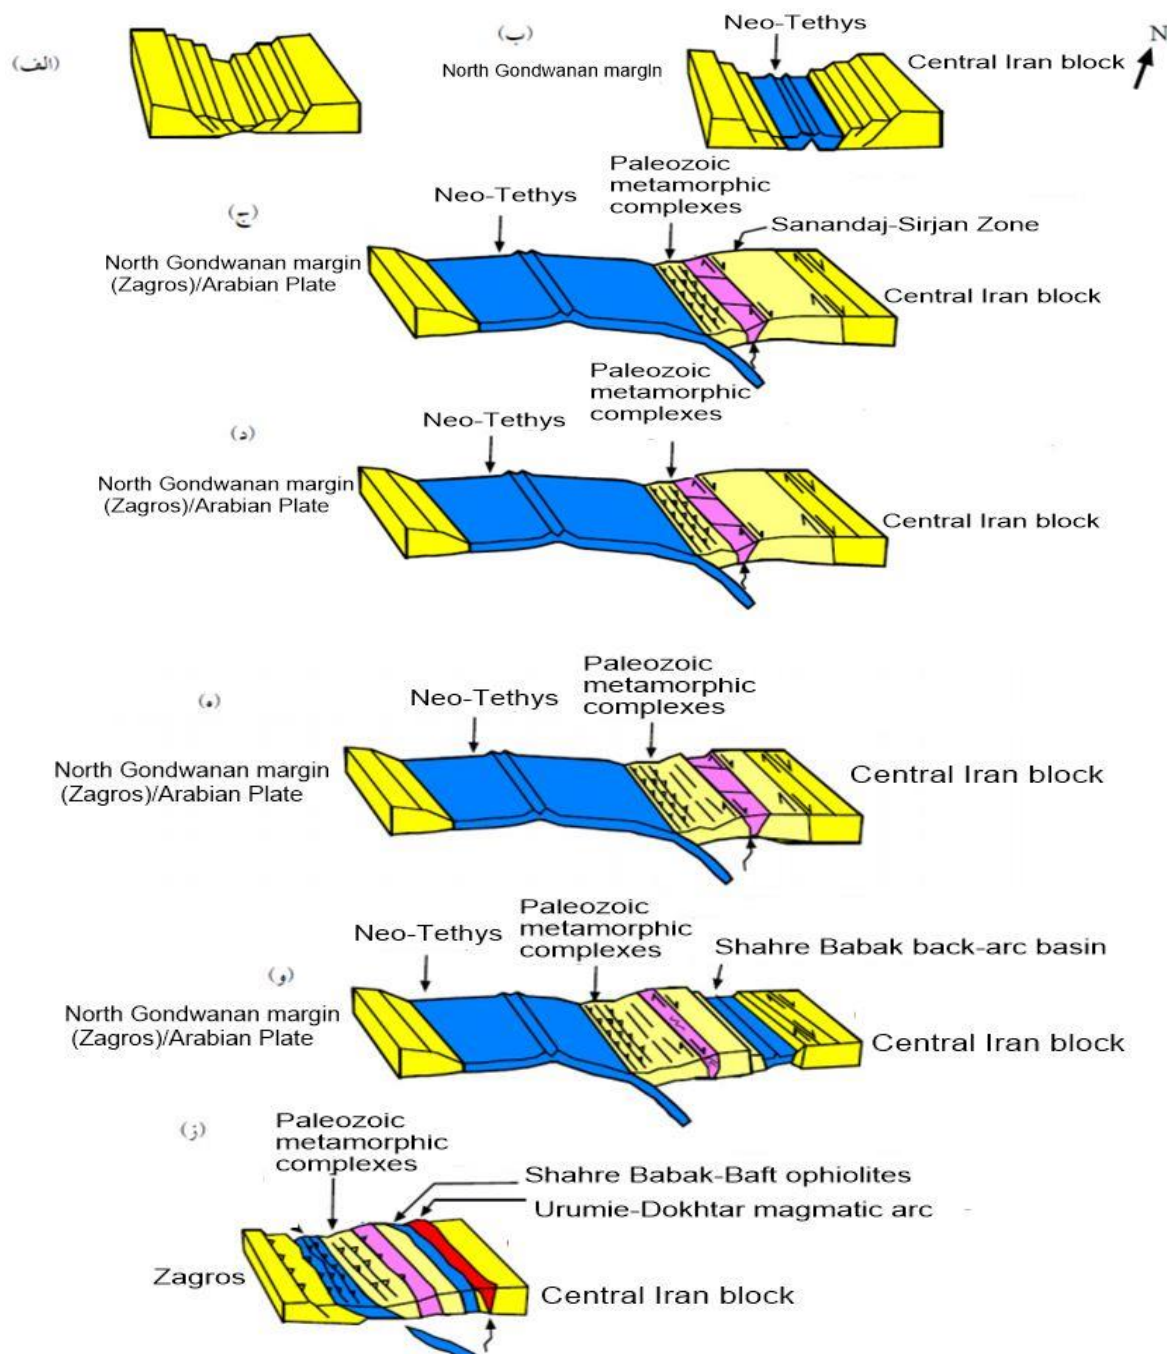 (الف)
(ب)
Neo-Tethys
North Gondwanan margin
Central Iran block
N
(ج)
Neo-Tethys
Paleozoic
metamorphic
complexes
Sanandaj-Sirjan Zone
North Gondwanan margin
(Zagros)/Arabian Plate
Central Iran block
(د)
Neo-Tethys
Paleozoic
metamorphic
complexes
North Gondwanan margin
(Zagros)/Arabian Plate
Central Iran block
(ه)
Neo-Tethys
Paleozoic
metamorphic
complexes
North Gondwanan margin
(Zagros)/Arabian Plate
Central Iran block
(و)
Neo-Tethys
Paleozoic
metamorphic
complexes
Shahre Babak back-arc basin
North Gondwanan margin
(Zagros)/Arabian Plate
Central Iran block
(ز)
Paleozoic
metamorphic
complexes
Shahre Babak-Baft ophiolites
Urumie-Dokhtar magmatic arc
Zagros
Central Iran block